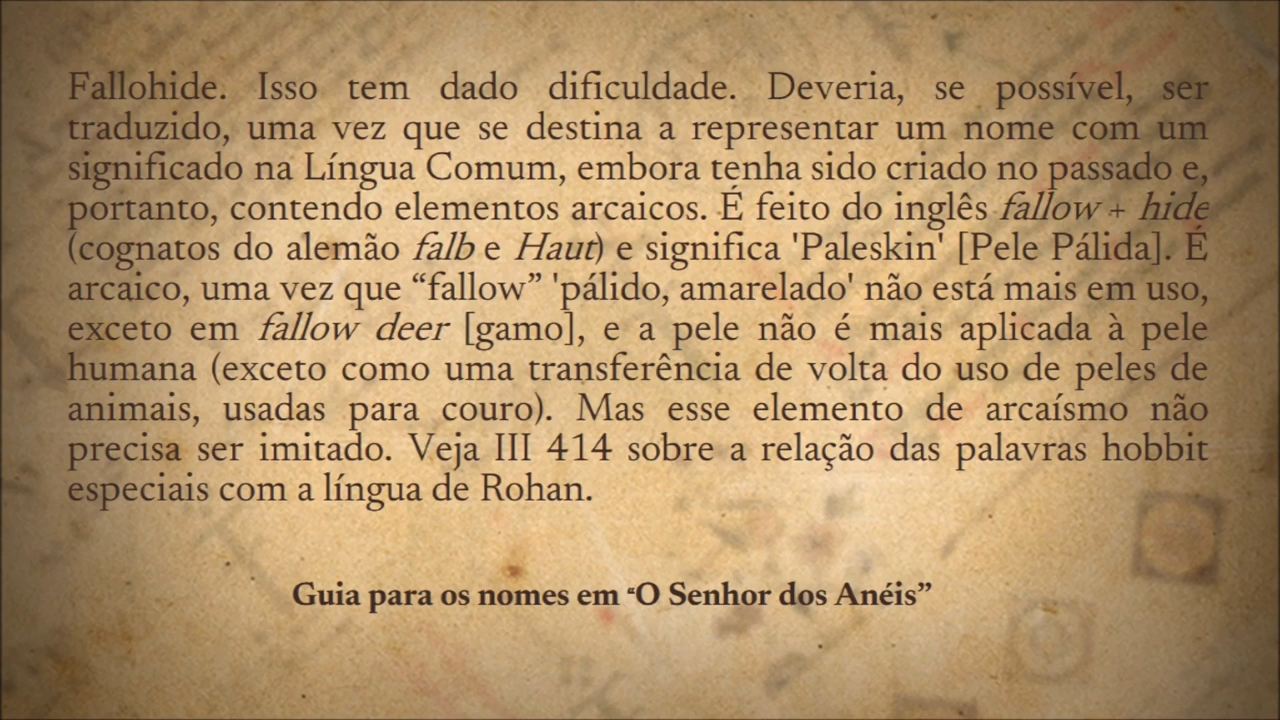 Fallohide. Isso tem dado dificuldade. Deveria, se possível, ser
traduzido, uma vez que se destina a representar um nome com um
significado na Língua Comum, embora tenha sido criado no passado e,
portanto, contendo elementos arcaicos. É feito do inglês fallow + hide
(cognatos do alemão falb e Haut) e significa 'Paleskin' [Pele Pálida]. É
arcaico, uma vez que “fallow” 'pálido, amarelado' não está mais em uso,
exceto em fallow deer [gamo], e a pele não é mais aplicada à pele
humana (exceto como uma transferência de volta do uso de peles de
animais, usadas para couro). Mas esse elemento de arcaísmo não
precisa ser imitado. Veja III 414 sobre a relação das palavras hobbit
especiais com a língua de Rohan.
Guia para os nomes em “O Senhor dos Anéis”